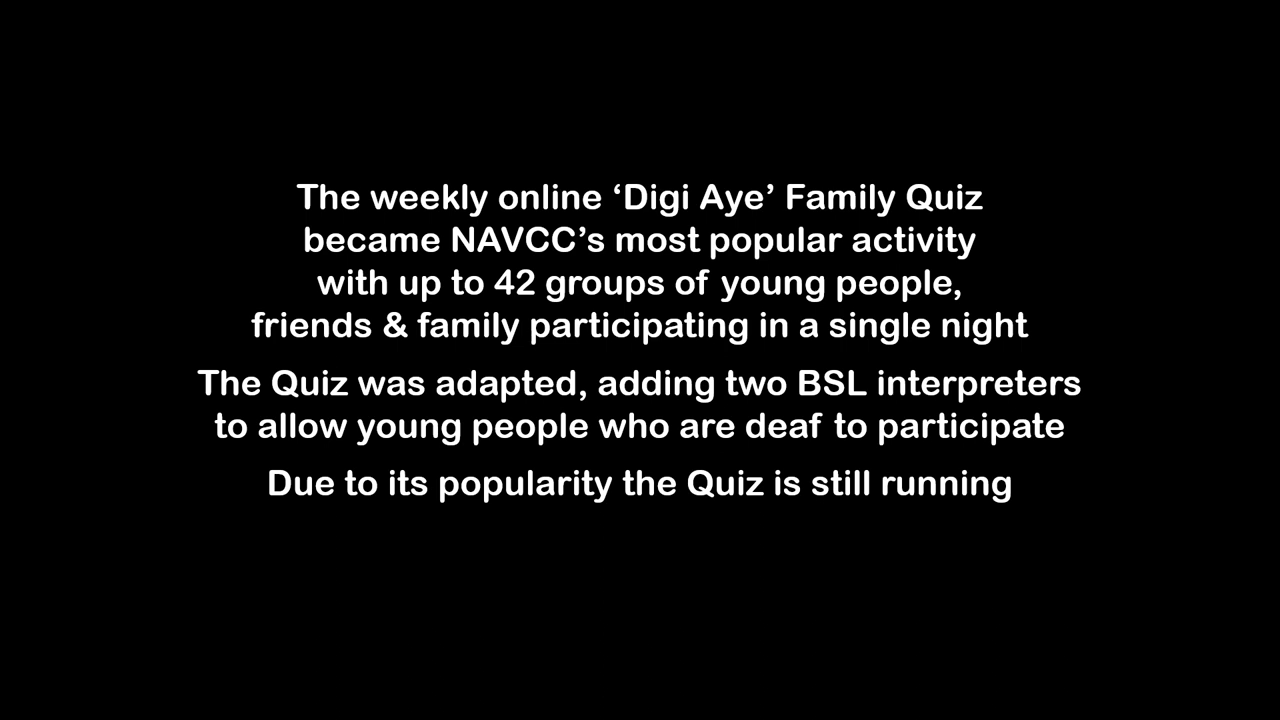 The weekly online ‘Digi Aye’ Family Quiz
became NAVCC’s most popular activity
with up to 42 groups of young people,
friends & family participating in a single night
The Quiz was adapted, adding two BSL interpreters
to allow young people who are deaf to participate
Due to its popularity the Quiz is still running